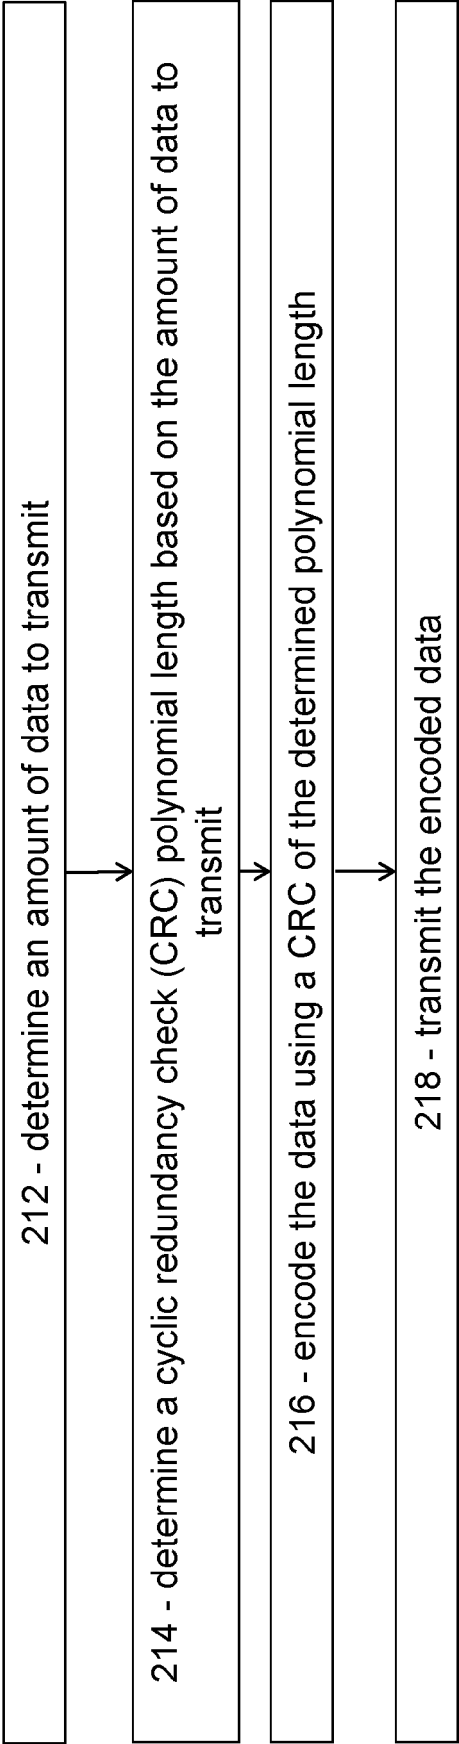 212 - determine an amount of data to transmit
214 - determine a cyclic redundancy check (CRC) polynomial length based on the amount of data to
transmit
216 - encode the data using a CRC of the determined polynomial length
218 - transmit the encoded data